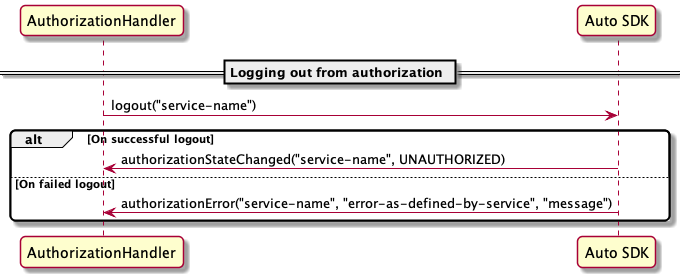 AuthorizationHandler
Auto SDK
Logging out from authorization
logout("service-name")
alt
[On successful logout]
authorizationStateChanged("service-name", UNAUTHORIZED)
[On failed logout]
authorizationError("service-name", "error-as-defined-by-service", "message")
AuthorizationHandler
Auto SDK